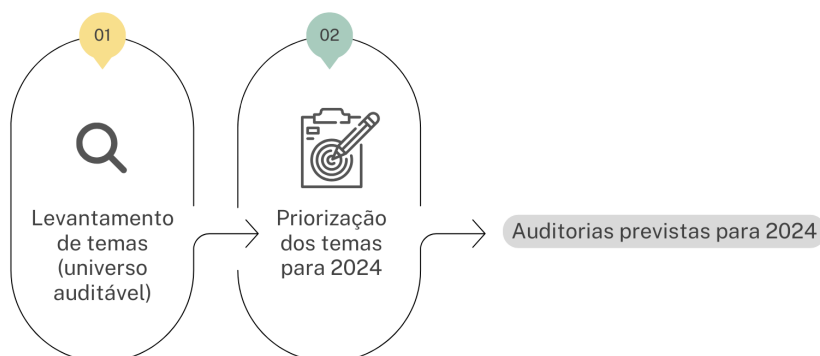 01
Levantamento
de temas
(universo
auditável)
02
Priorização
dos temas
para 2024
Auditorias previstas para 2024